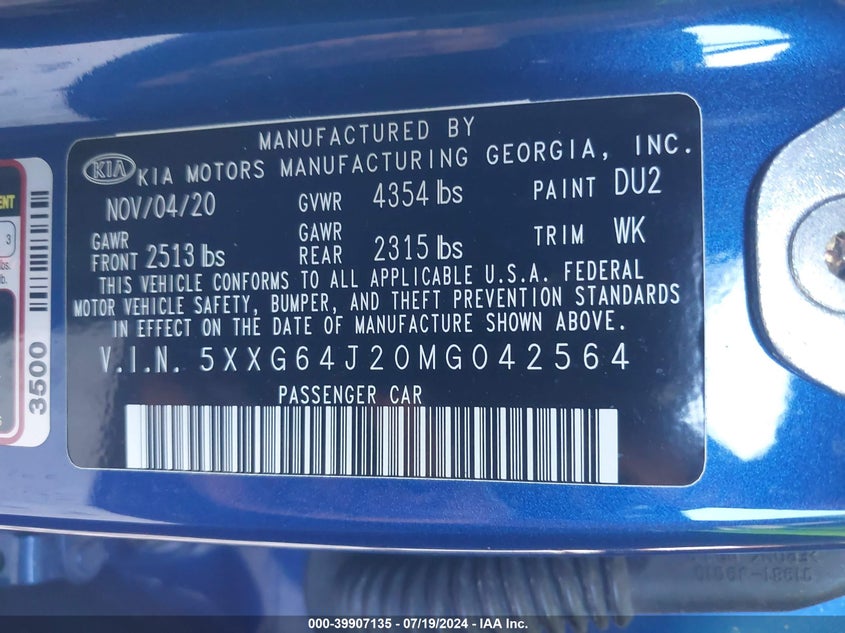 MANUFACTURED BY
KIA KIA MOTORS MANUFACTURING GEORGIA, INC.
NOV/04/20 GVWR 4354 lbs PAINT DU2
GAWR FRONT 2513 lbs GAWR REAR 2315 lbs TRIM WK
THIS VEHICLE CONFORMS TO ALL APPLICABLE U.S.A. FEDERAL
MOTOR VEHICLE SAFETY, BUMPER, AND THEFT PREVENTION STANDARDS
IN EFFECT ON THE DATE OF MANUFACTURE SHOWN ABOVE.
V.I.N. 5XXG64J20MG042564
PASSENGER CAR
3
lbs.
3500
000-39907135 - 07/19/2024 - IAA Inc.